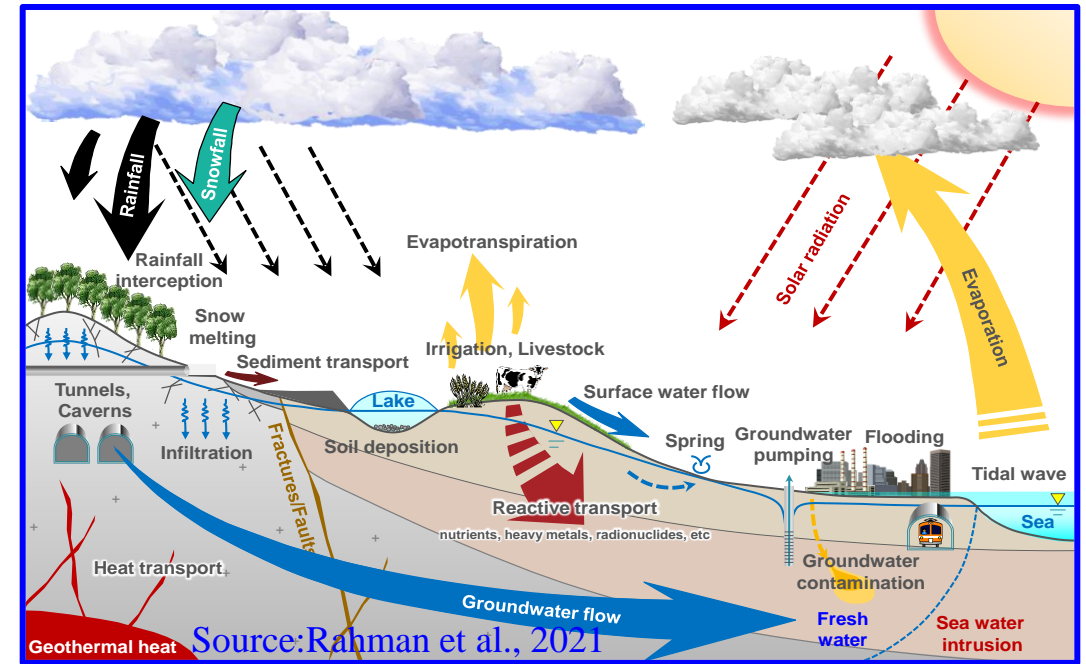 Rainfall
Snowfall
Solar radiation
Evaporation
Evapotranspiration
Rainfall
interception
Snow
melting
Sediment transport
Irrigation, Livestock
Tunnels,
Caverns
Lake
Surface water flow
Infiltration
Soil deposition
Spring
Groundwater
pumping
Flooding
Tidal wave
Fractures/Faults
Reactive transport
nutrients, heavy metals, radionuclides, etc
Sea
Heat transport
Groundwater
contamination
Groundwater flow
Fresh
water
Sea water
intrusion
Geothermal heat
Source:Rahman et al., 2021